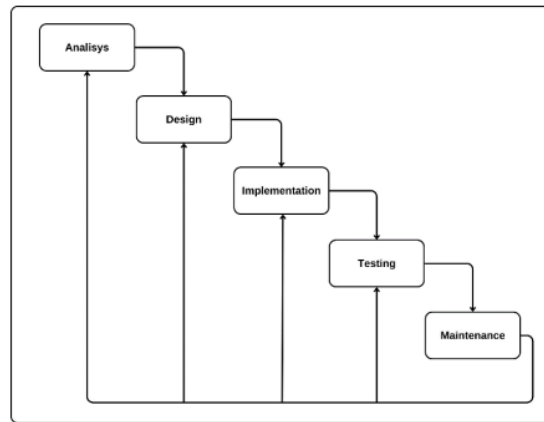 Analisys
Design
Implementation
Testing
Maintenance